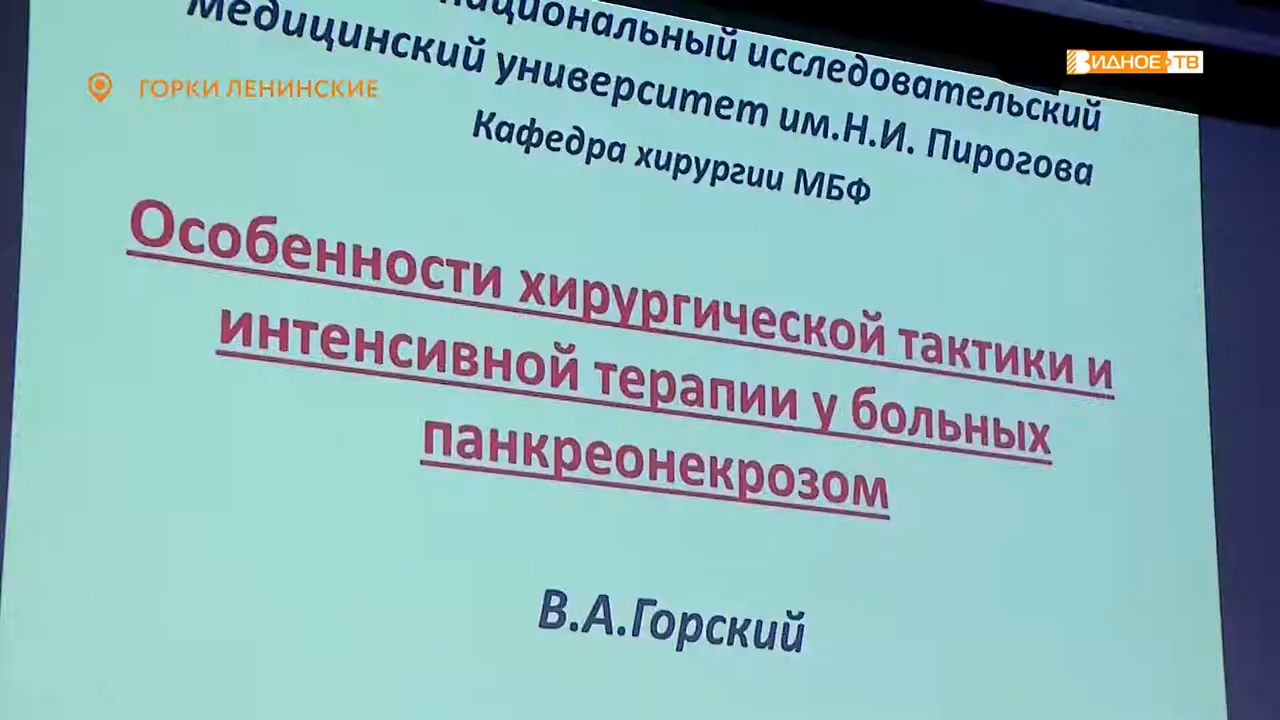 национальный исследовательский
Медицинский университет им.Н.И. Пирогова
Кафедра хирургии МБФ
Особенности хирургической тактики и
интенсивной терапии у больных
панкреонекрозом
В.А.Горский
ГОРКИ ЛЕНИНСКИЕ
ВИДНОЕ ТВ